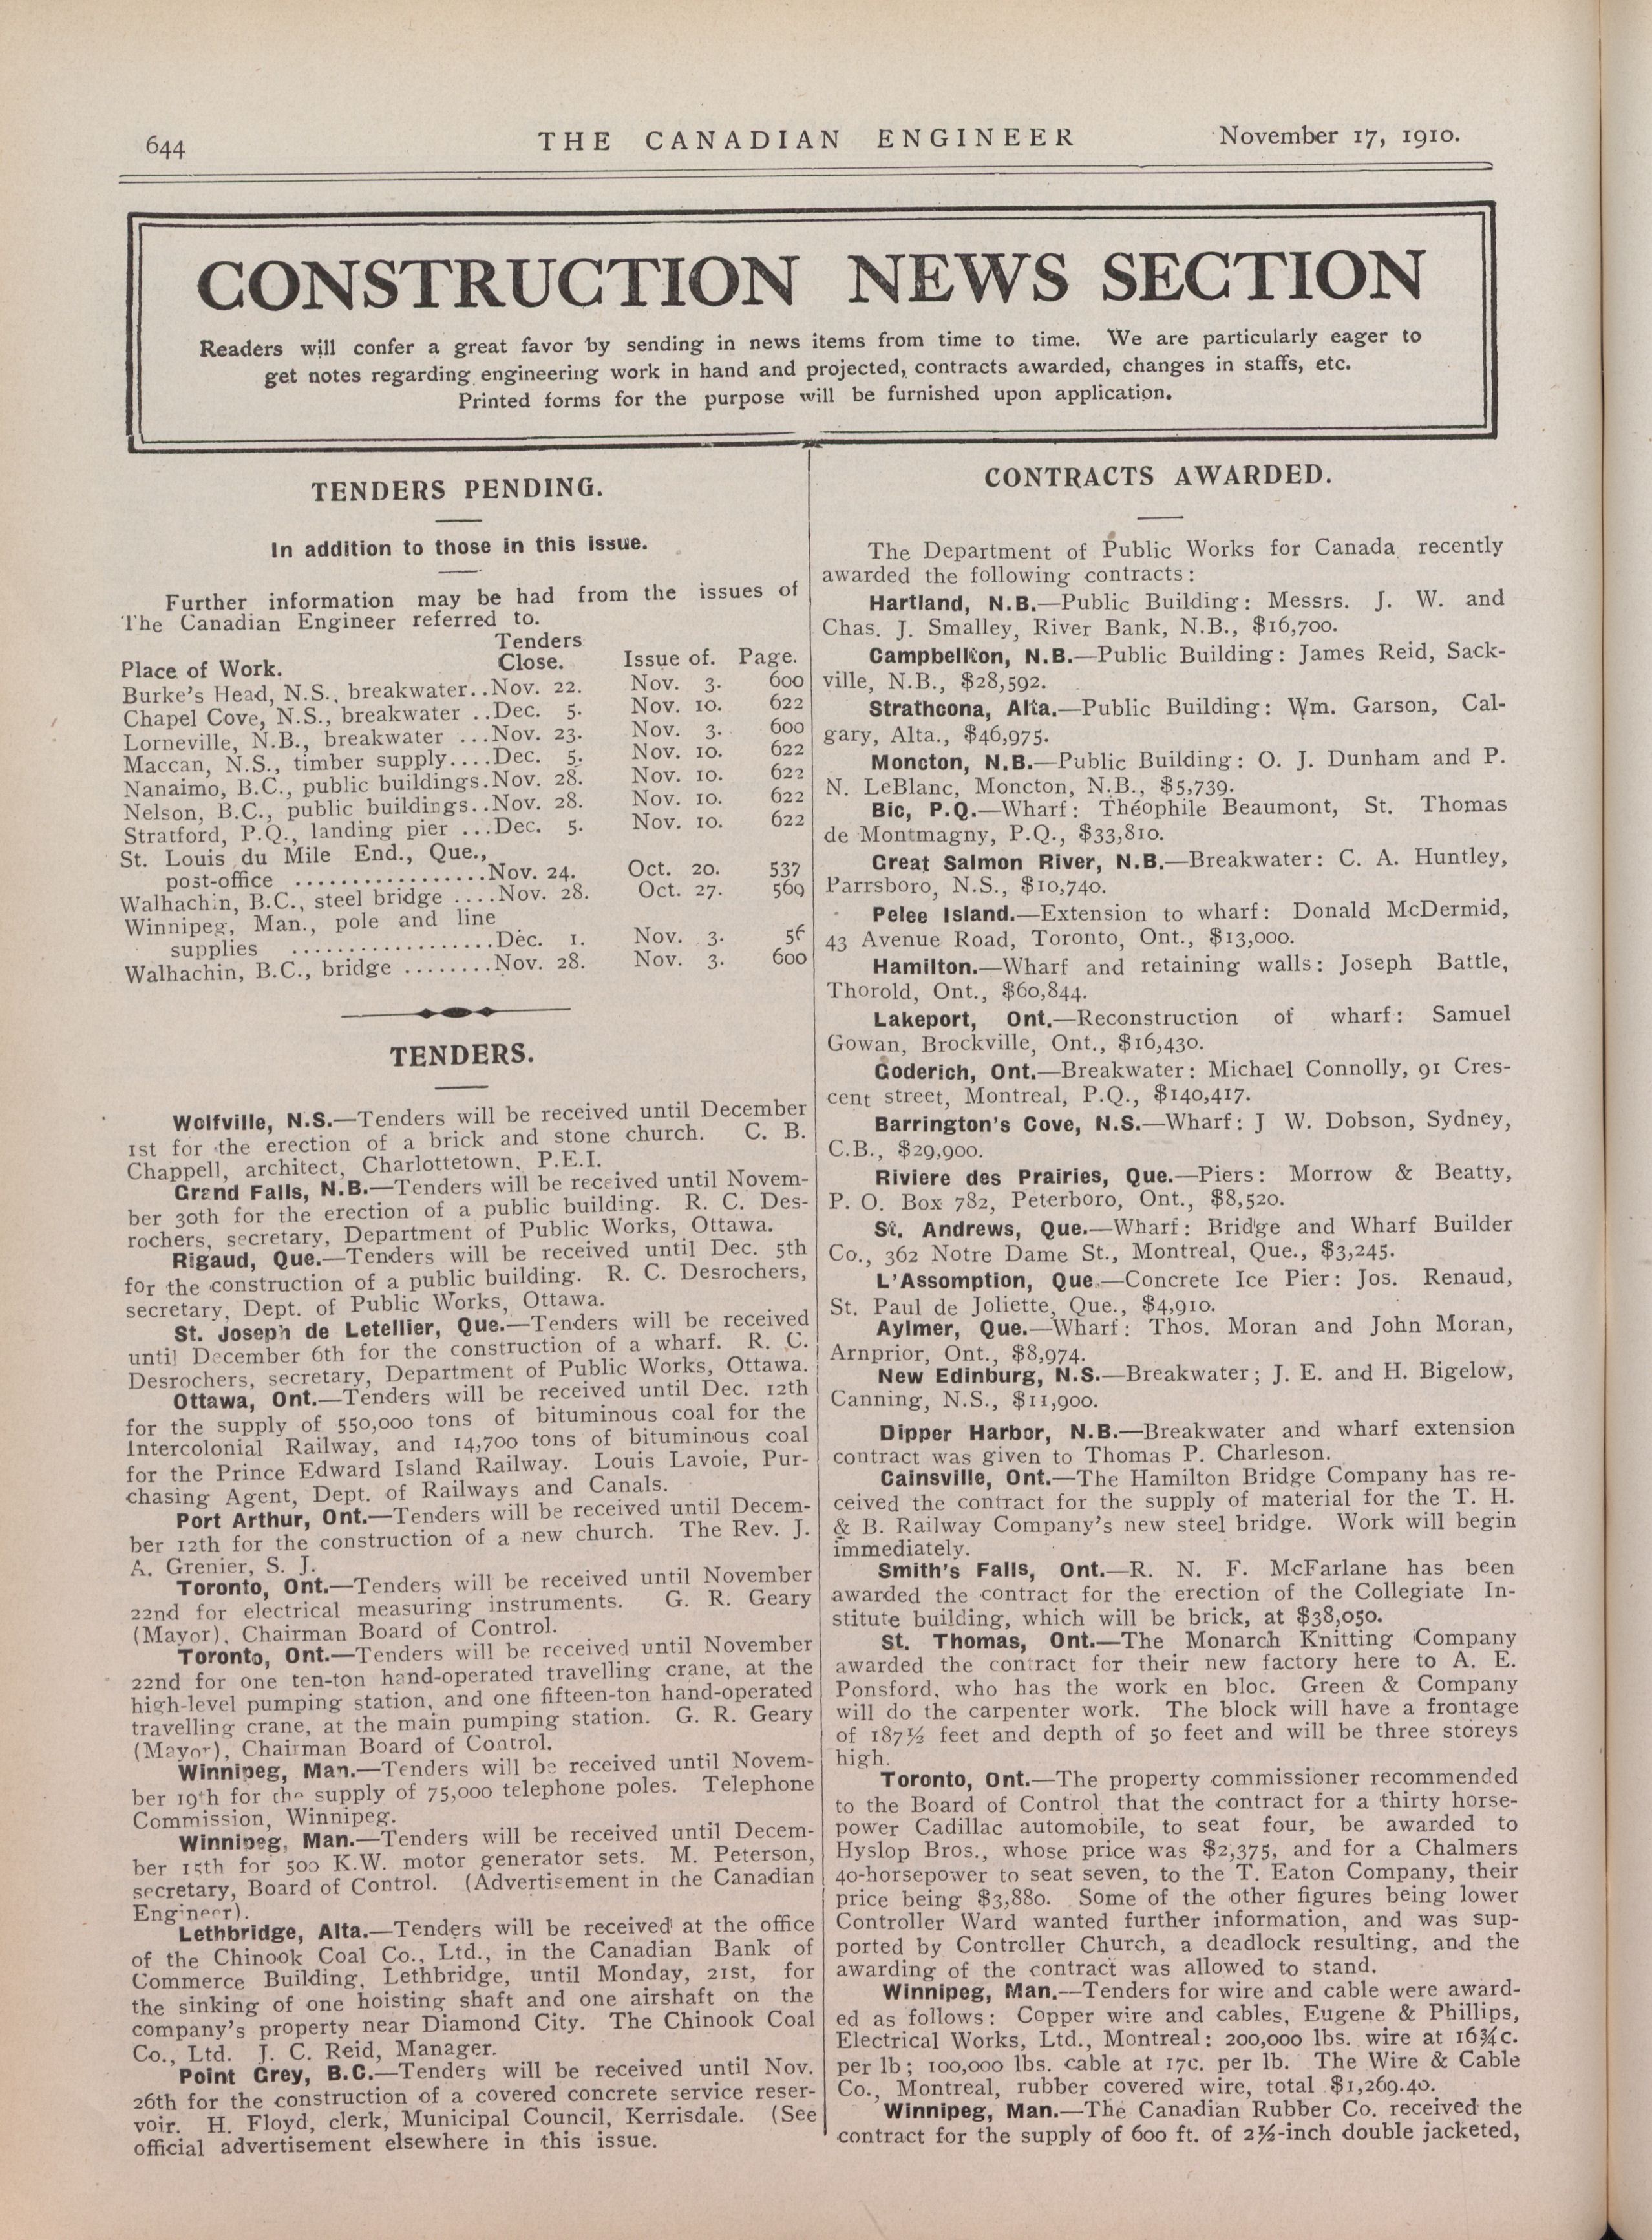 644
THE CANADIAN ENGINEER
November 17, 1910.
CONSTRUCTION NEWS SECTION
Readers will confer a great favor by sending in news items from time to time. We are particularly eager to
get notes regarding engineering work in hand and projected, contracts awarded, changes in staffs, etc.
Printed forms for the purpose will be furnished upon application.
TENDERS PENDING.
In addition to those in this issue.
Further information may be had from the issues of
The Canadian Engineer referred to.
Tenders
Place of Work. Close. Issue of. Page.
Burke's Head, N.S., breakwater..Nov. 22. Nov. 3. 600
Chapel Cove, N.S., breakwater ..Dec. 5. Nov. 10. 622
Lorneville, N.B., breakwater ...Nov. 23. Nov. 3. 600
Maccan, N.S., timber supply....Dec. 5. Nov. 10. 622
Nanaimo, B.C., public buildings.Nov. 28. Nov. 10. 622
Nelson, B.C., public buildings..Nov. 28. Nov. 10. 622
Stratford, P.Q., landing pier ...Dec. 5. Nov. 10. 622
St. Louis du Mile End., Que.,
post-office .................Nov. 24. Oct. 20. 537
Walhachin, B.C., steel bridge ....Nov. 28. Oct. 27. 569
Winnipeg, Man., pole and line
supplies ..................Dec. 1. Nov. 3.
Walhachin, B.C., bridge ........Nov. 28. Nov. 3. 600
TENDERS.
Wolfville, N.S.—Tenders will be received until December
1st for the erection of a brick and stone church. C. B.
Chappell, architect, Charlottetown, P.E.I.
Grand Falls, N.B.—Tenders will be received until Novem-
ber 30th for the erection of a public building. R. C. Des-
rochers, secretary, Department of Public Works, Ottawa.
Rigaud, Que.—Tenders will be received until Dec. 5th
for the construction of a public building. R. C. Desrochers,
secretary, Dept. of Public Works, Ottawa.
St. Joseph de Letellier, Que.—Tenders will be received
until December 6th for the construction of a wharf. R. C.
Desrochers, secretary, Department of Public Works, Ottawa.
Ottawa, Ont.—Tenders will be received until Dec. 12th
for the supply of 550,000 tons of bituminous coal for the
Intercolonial Railway, and 14,700 tons of bituminous coal
for the Prince Edward Island Railway. Louis Lavoie, Pur-
chasing Agent, Dept. of Railways and Canals.
Port Arthur, Ont.—Tenders will be received until Decem-
ber 12th for the construction of a new church. The Rev. J.
A. Grenier, S. J.
Toronto, Ont.—Tenders will be received until November
22nd for electrical measuring instruments. G. R. Geary
(Mayor), Chairman Board of Control.
Toronto, Ont.—Tenders will be received until November
22nd for one ten-ton hand-operated travelling crane, at the
high-level pumping station, and one fifteen-ton hand-operated
travelling crane, at the main pumping station. G. R. Geary
(Mayor), Chairman Board of Control.
Winnipeg, Man.—Tenders will be received until Novem-
ber 19th for the supply of 75,000 telephone poles. Telephone
Commission, Winnipeg.
Winnipeg, Man.—Tenders will be received until Decem-
ber 15th for 500 K.W. motor generator sets. M. Peterson,
secretary, Board of Control. (Advertisement in the Canadian
Engineer).
Lethbridge, Alta.—Tenders will be received at the office
of the Chinook Coal Co., Ltd., in the Canadian Bank of
Commerce Building, Lethbridge, until Monday, 21st, for
the sinking of one hoisting shaft and one airshaft on the
company's property near Diamond City. The Chinook Coal
Co., Ltd. J. C. Reid, Manager.
Point Grey, B.C.—Tenders will be received until Nov.
26th for the construction of a covered concrete service reser-
voir. H. Floyd, clerk, Municipal Council, Kerrisdale. (See
official advertisement elsewhere in this issue.
CONTRACTS AWARDED.
The Department of Public Works for Canada recently
awarded the following contracts:
Hartland, N.B.—Public Building: Messrs. J. W. and
Chas. J. Smalley, River Bank, N.B., $16,700.
Campbellton, N.B.—Public Building: James Reid, Sack-
ville, N.B., $28,592.
Strathcona, Alta.—Public Building: Wm. Garson, Cal-
gary, Alta., $46,975.
Moncton, N.B.—Public Building: O. J. Dunham and P.
N. LeBlanc, Moncton, N.B., $5,739.
Bic, P.Q.—Wharf: Théophile Beaumont, St. Thomas
de Montmagny, P.Q., $33,810.
Great Salmon River, N.B.—Breakwater: C. A. Huntley,
Parrsboro, N.S., $10,740.
Pelee Island.—Extension to wharf: Donald McDermid,
43 Avenue Road, Toronto, Ont., $13,000.
Hamilton.—Wharf and retaining walls: Joseph Battle,
Thorold, Ont., $60,844.
Lakeport, Ont.—Reconstruction of wharf: Samuel
Gowan, Brockville, Ont., $16,430.
Goderich, Ont.—Breakwater: Michael Connolly, 91 Cres-
cent street, Montreal, P.Q., $140,417.
Barrington's Cove, N.S.—Wharf: J W. Dobson, Sydney,
C.B., $29,900.
Riviere des Prairies, Que.—Piers: Morrow & Beatty,
P. O. Box 782, Peterboro, Ont., $8,520.
St. Andrews, Que.—Wharf: Bridge and Wharf Builder
Co., 362 Notre Dame St., Montreal, Que., $3,245.
L'Assomption, Que.—Concrete Ice Pier: Jos. Renaud,
St. Paul de Joliette, Que., $4,910.
Aylmer, Que.—Wharf: Thos. Moran and John Moran,
Arnprior, Ont., $8,974.
New Edinburg, N.S.—Breakwater; J. E. and H. Bigelow,
Canning, N.S., $11,900.
Dipper Harbor, N.B.—Breakwater and wharf extension
contract was given to Thomas P. Charleson.
Cainsville, Ont.—The Hamilton Bridge Company has re-
ceived the contract for the supply of material for the T. H.
& B. Railway Company's new steel bridge. Work will begin
immediately.
Smith's Falls, Ont.—R. N. F. McFarlane has been
awarded the contract for the erection of the Collegiate In-
stitute building, which will be brick, at $38,050.
St. Thomas, Ont.—The Monarch Knitting Company
awarded the contract for their new factory here to A. E.
Ponsford, who has the work en bloc. Green & Company
will do the carpenter work. The block will have a frontage
of 187½ feet and depth of 50 feet and will be three storeys
high.
Toronto, Ont.—The property commissioner recommended
to the Board of Control that the contract for a thirty horse-
power Cadillac automobile, to seat four, be awarded to
Hyslop Bros., whose price was $2,375, and for a Chalmers
40-horsepower to seat seven, to the T. Eaton Company, their
price being $3,880. Some of the other figures being lower
Controller Ward wanted further information, and was sup-
ported by Controller Church, a deadlock resulting, and the
awarding of the contract was allowed to stand.
Winnipeg, Man.—Tenders for wire and cable were award-
ed as follows: Copper wire and cables, Eugene & Phillips,
Electrical Works, Ltd., Montreal: 200,000 lbs. wire at 16¾c.
per lb; 100,000 lbs. cable at 17c. per lb. The Wire & Cable
Co., Montreal, rubber covered wire, total $1,269.40.
Winnipeg, Man.—The Canadian Rubber Co. received the
contract for the supply of 600 ft. of 2½-inch double jacketed,